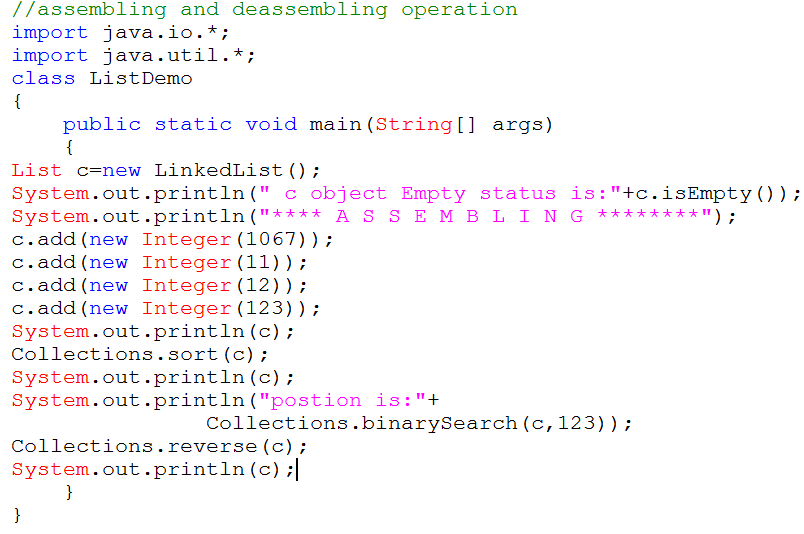 //assembling and deassembling operation
import java.io.*;
import java.util.*;
class ListDemo
{
    public static void main(String[] args)
    {
List c=new LinkedList();
System.out.println(" c object Empty status is:"+c.isEmpty());
System.out.println("**** A S S E M B L I N G ********");
c.add(new Integer(1067));
c.add(new Integer(11));
c.add(new Integer(12));
c.add(new Integer(123));
System.out.println(c);
Collections.sort(c);
System.out.println(c);
System.out.println("postion is:"+
               Collections.binarySearch(c,123));
Collections.reverse(c);
System.out.println(c);
    }
}